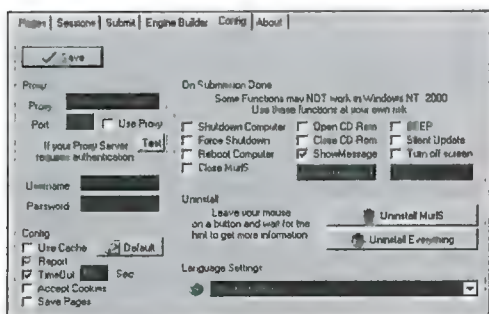 Pages Sessions Submit Engine Builder Config About
Save
Proxy
Proxy
Port
Use Proxy
If your Proxy Server
requires authentication
Test
Username
Password
Config
Use Cache
Default
Report
TimeOut
Sec
Accept Cookies
Save Pages
On Submission Done
Some Functions may NOT work in Windows NT 2000
Use these functions at your own risk
Shutdown Computer
Open CD Rom
BEEP
Force Shutdown
Close CD Rom
Silent Update
Reboot Computer
ShowMessage
Turn off screen
Close MurlS
Uninstall
Leave your mouse
on a button and wait for the
hint to get more information
Uninstall MurlS
Uninstall Everything
Language Settings